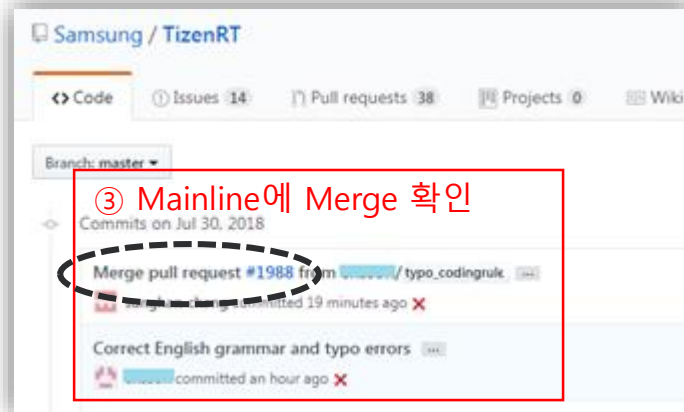 Samsung / TizenRT
<> Code Issues 14 Pull requests 38 Projects 0 Wiki
Branch: master
③ Mainline에 Merge 확인
Commits on Jul 30, 2018
Merge pull request #1988 from /typo_codingrule ...
committed 19 minutes ago
Correct English grammar and typo errors ...
committed an hour ago